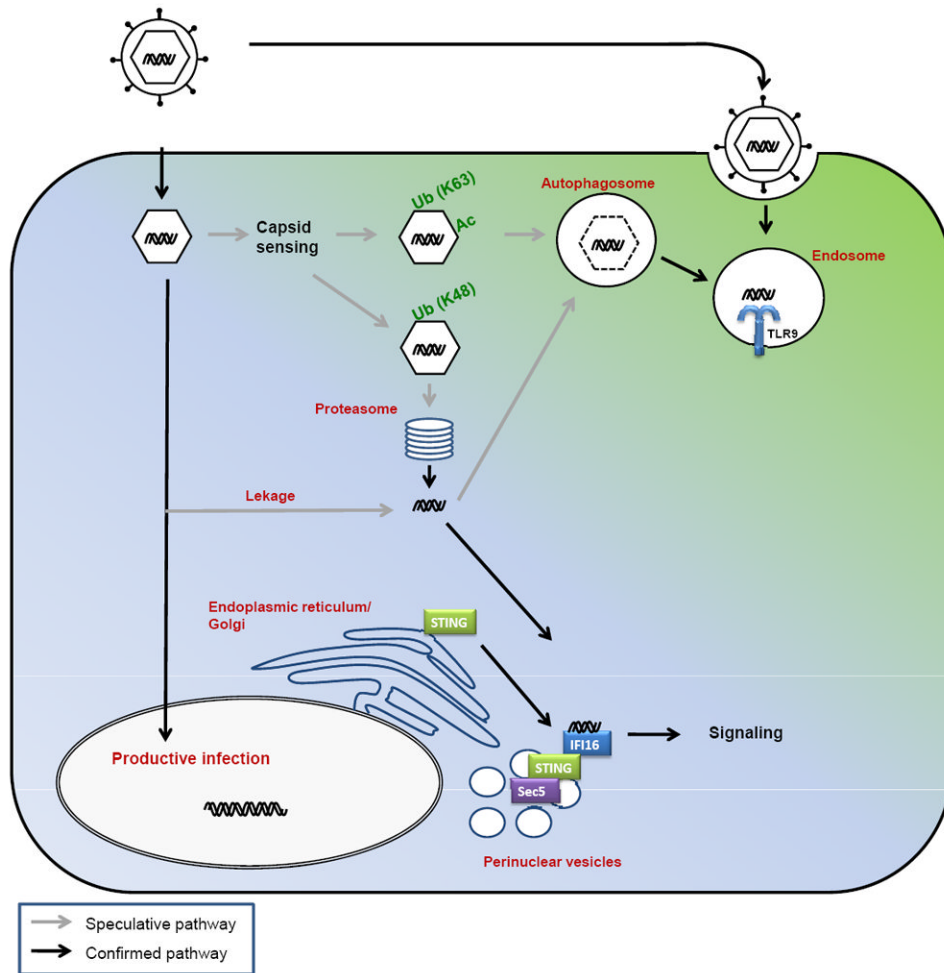 Ub (K63)
Ac
Autophagosome
Capsid
sensing
Endosome
TLR9
Ub (K48)
Proteasome
Lekage
Endoplasmic reticulum/
Golgi
STING
IFI16
Signaling
STING
Sec5
Productive infection
Perinuclear vesicles
Speculative pathway
Confirmed pathway